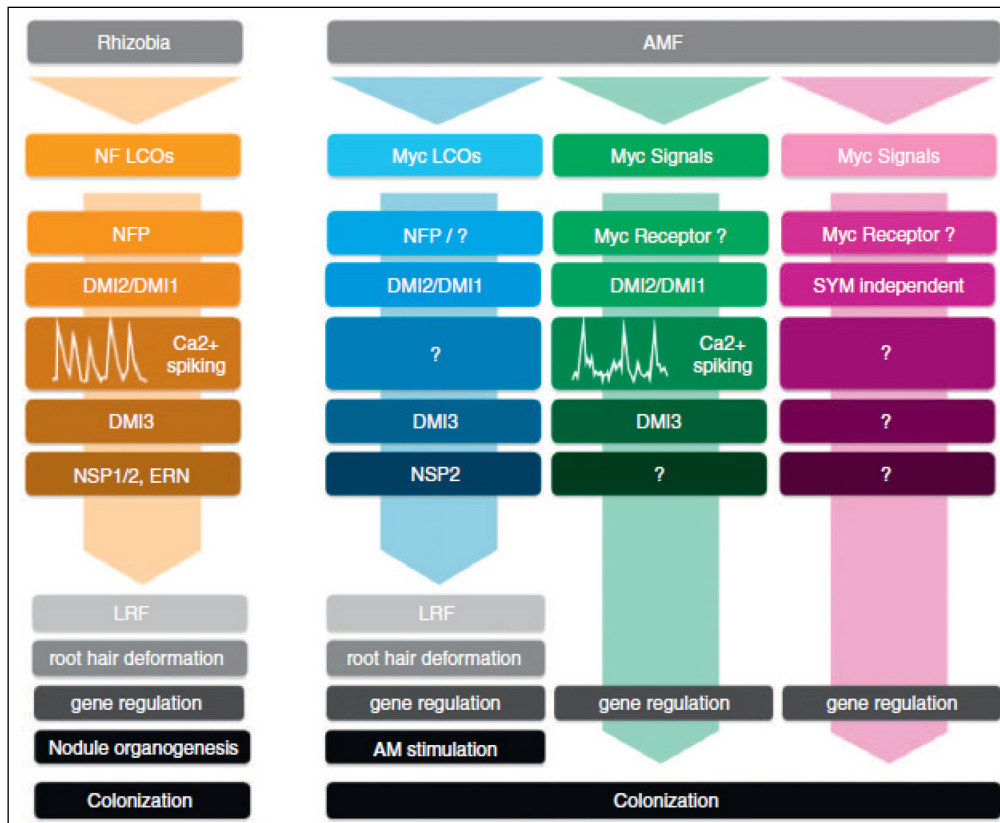 Rhizobia
AMF
NF LCOs
Myc LCOs
Myc Signals
Myc Signals
NFP
NFP / ?
Myc Receptor ?
Myc Receptor ?
DMI2/DMI1
DMI2/DMI1
DMI2/DMI1
SYM independent
Ca2+
spiking
?
Ca2+
spiking
?
DMI3
DMI3
DMI3
?
NSP1/2, ERN
NSP2
?
?
LRF
LRF
root hair deformation
root hair deformation
gene regulation
gene regulation
gene regulation
gene regulation
Nodule organogenesis
AM stimulation
Colonization
Colonization